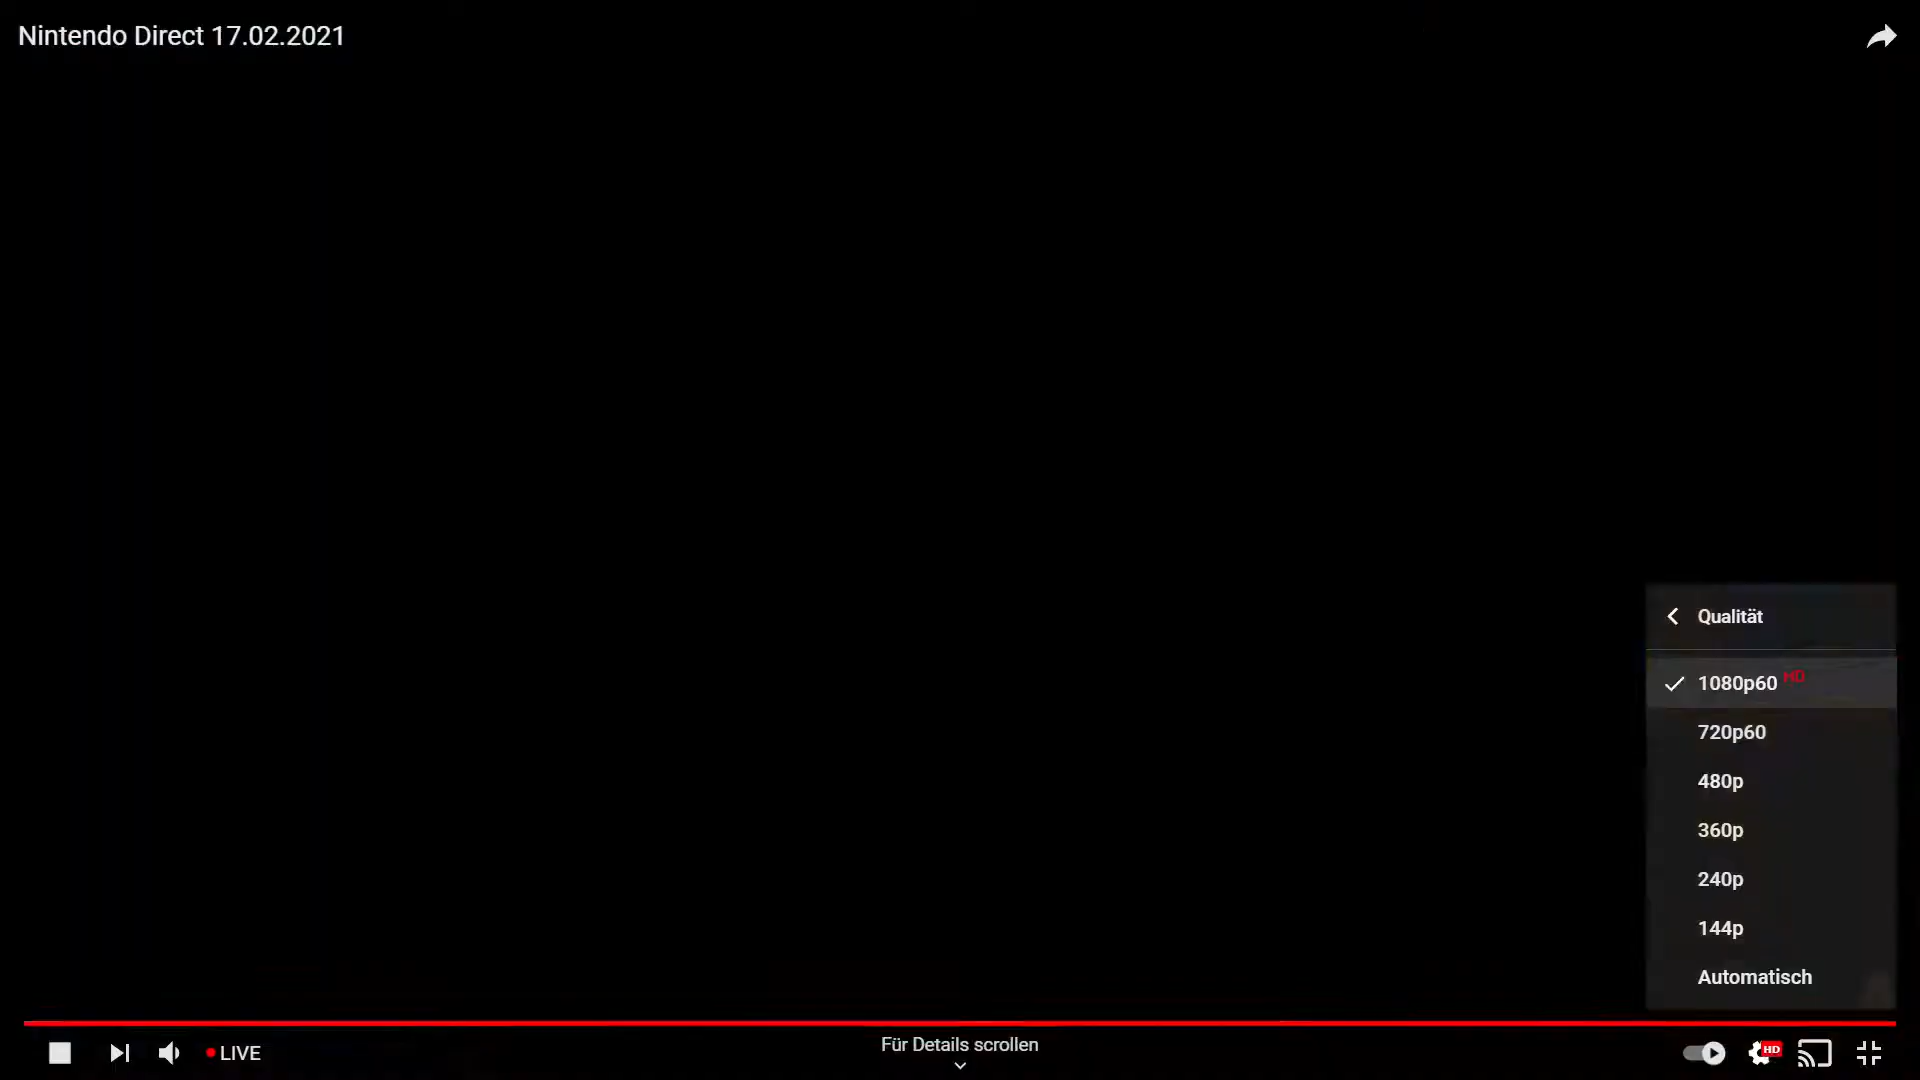 Nintendo Direct 17.02.2021
Qualität
1080p60 HD
720p60
480p
360p
240p
144p
Automatisch
LIVE
Für Details scrollen
HD